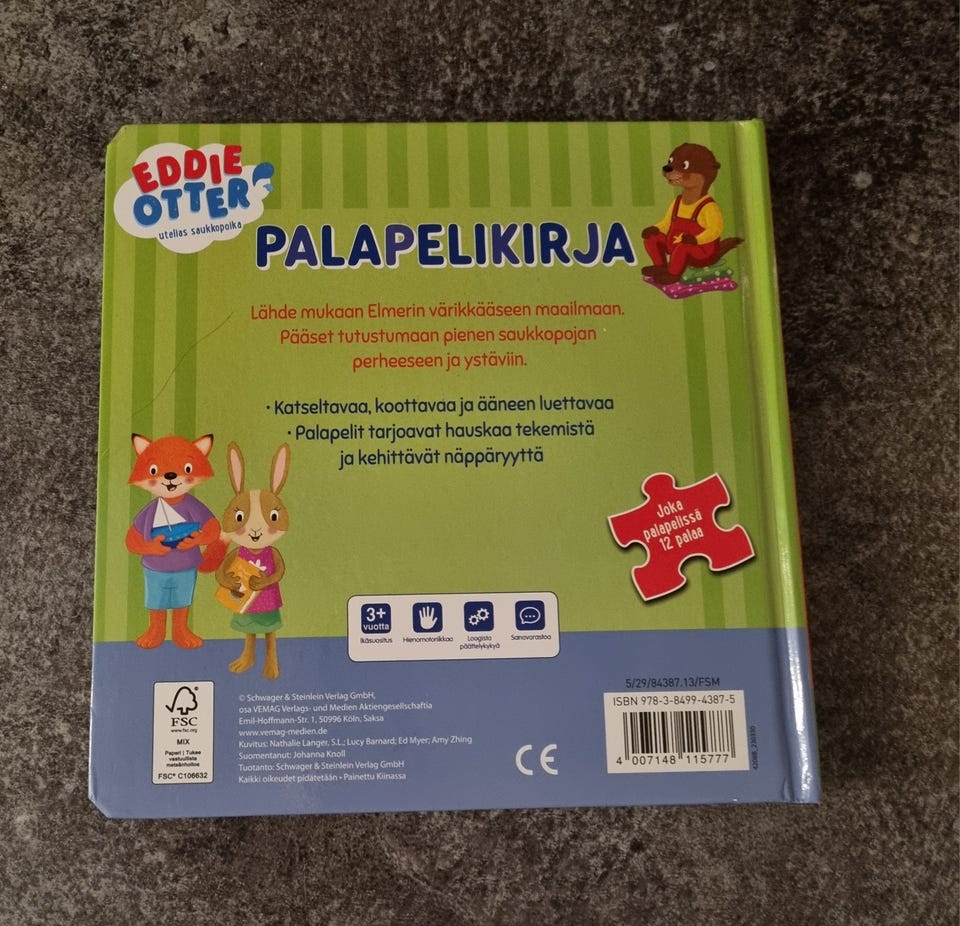 EDDIE
OTTER
utelias saukkopoika
PALAPELIKIRJA
Lähde mukaan Elmerin värikkääseen maailmaan.
Pääset tutustumaan pienen saukkopojan
perheeseen ja ystäviin.
• Katseltavaa, koottavaa ja ääneen luettavaa
• Palapelit tarjoavat hauskaa tekemistä
ja kehittävät näppäryyttä
Joka
palapelissä
12 palaa
3+
vuotta
Ikäsuositus
Hienomotoriikkaa
Loogista
päättelykykyä
Sanavarastoa
FSC
www.fsc.org
MIX
Paperi | Tukee
vastuullista
metsänhoitoa
FSC® C106632
© Schwager & Steinlein Verlag GmbH,
osa VEMAG Verlags- und Medien Aktiengesellschaftia
Emil-Hoffmann-Str. 1, 50996 Köln, Saksa
www.vemag-medien.de
Kuvitus: Nathalie Langer, S.L.; Lucy Barnard; Ed Myer; Amy Zhing
Suomentanut: Johanna Knoll
Tuotanto: Schwager & Steinlein Verlag GmbH
Kaikki oikeudet pidätetään • Painettu Kiinassa
CE
5/29/84387.13/FSM
ISBN 978-3-8499-4387-5
4 007148 115777